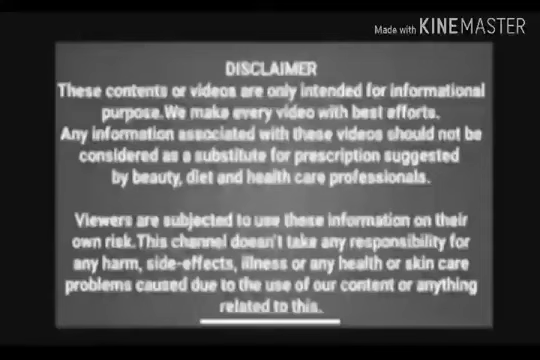 Made with KINEMASTER
DISCLAIMER
These contents or videos are only intended for informational
purpose.We make every video with best efforts.
Any information associated with these videos should not be
considered as a substitute for prescription suggested
by beauty, diet and health care professionals.
Viewers are subjected to use these information on their
own risk.This channel doesn't take any responsibility for
any harm, side-effects, illness or any health or skin care
problems caused due to the use of our content or anything
related to this.